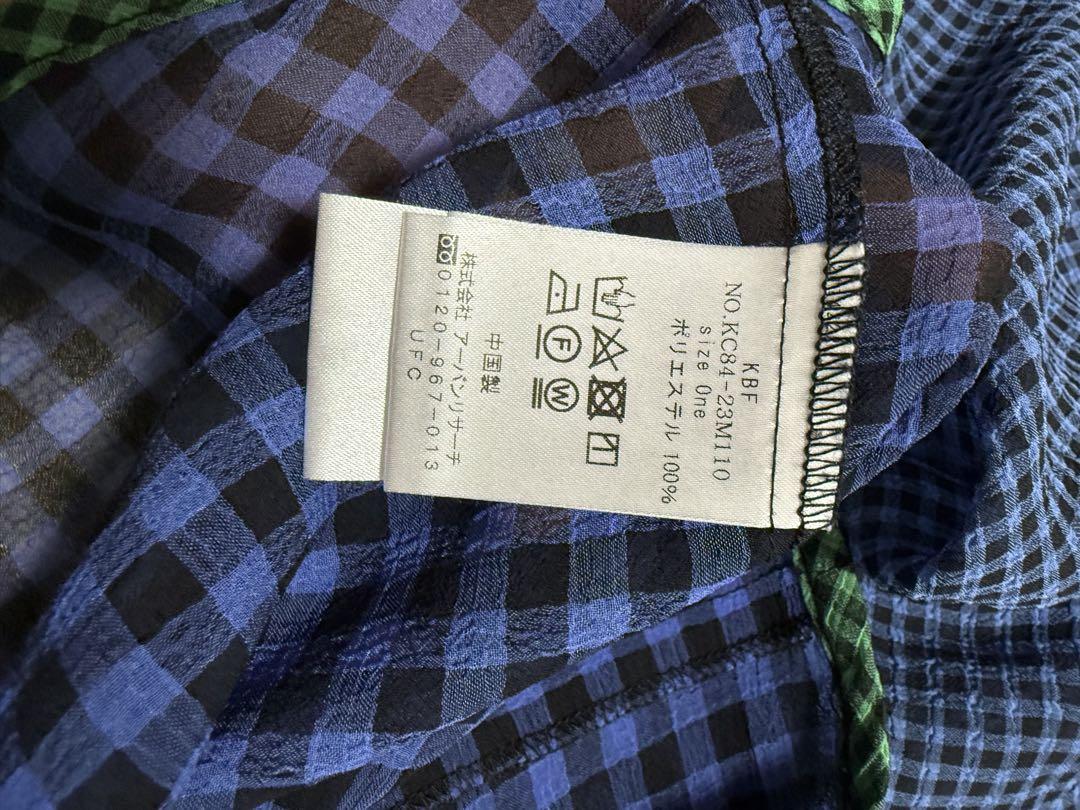 KBF
NO.KC84-23M110
size One
ポリエステル 100%
F
W
中国製
株式会社 アーバンリサーチ
0120-967-013
UFC